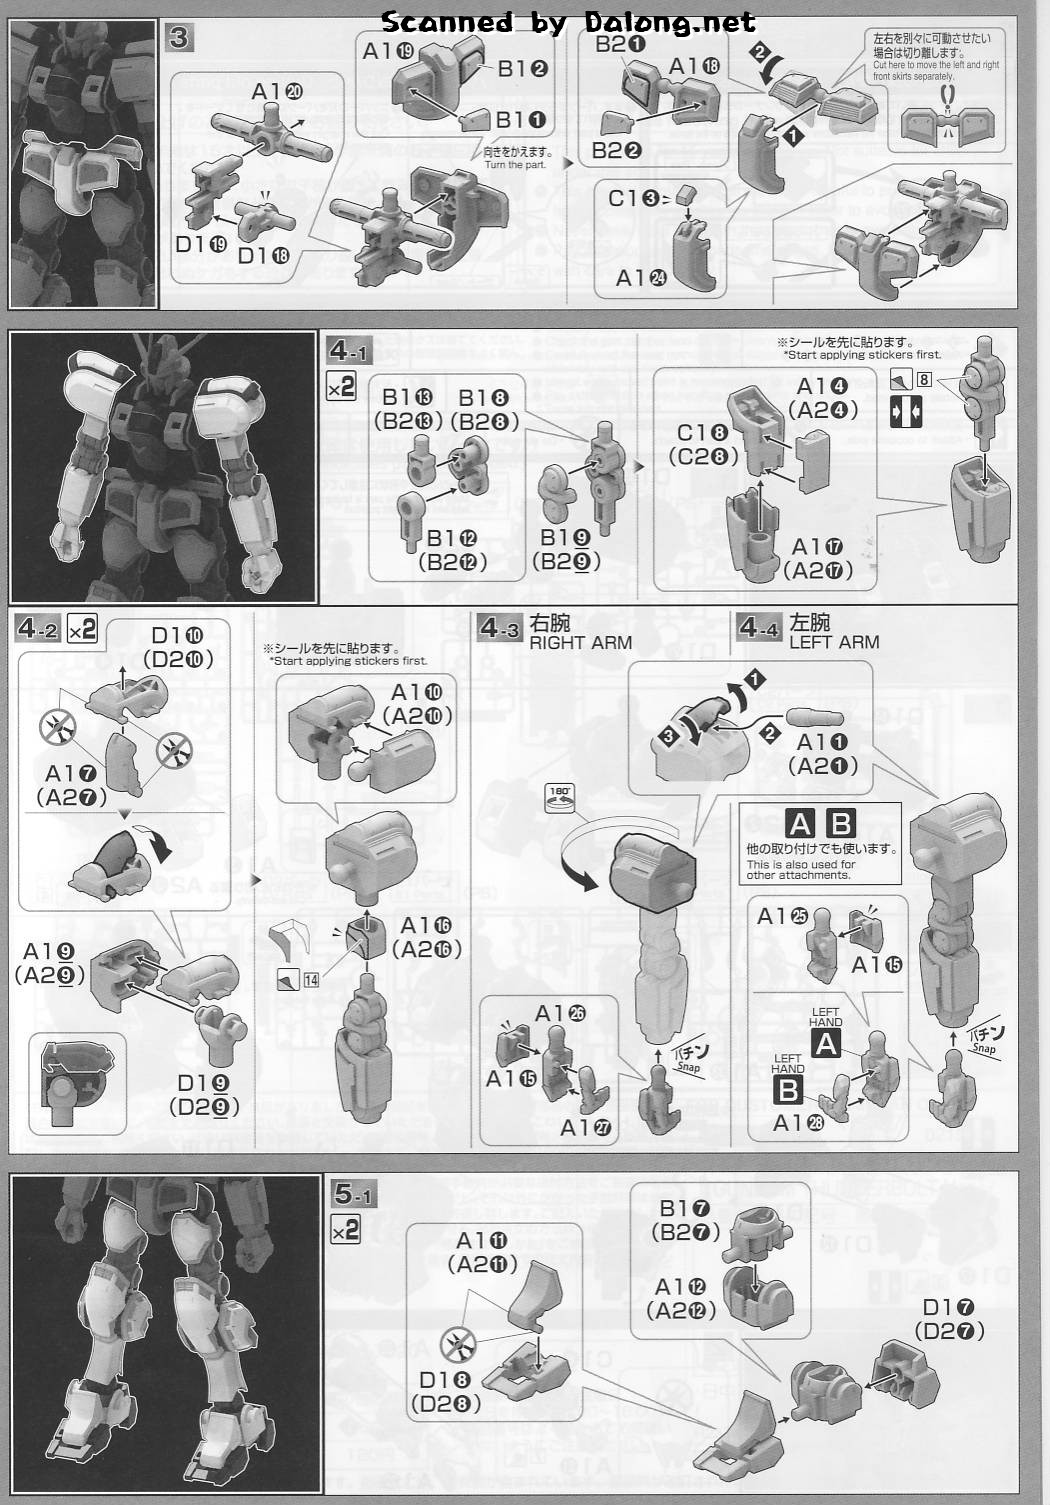 Scanned by Dalong.net
3
A1⑳
D1⑲
D1⑱
A1⑲
B1❷
B1❶
向きをかえます。
Turn the part.
B2❶
A1⑱
B2❷
C1❸
A1㉔
2
1
左右を別々に可動させたい
場合は切り離します。
Cut here to move the left and right
front skirts separately.
4-1
×2
B1⑬ B1❽
(B2⑬) (B2❽)
B1⑫
(B2⑫)
B1❾
(B2❾)
C1❽
(C2❽)
A1❹
(A2❹)
A1⑰
(A2⑰)
※シールを先に貼ります。
*Start applying stickers first.
8
4-2
×2
D1❿
(D2❿)
A1❼
(A2❼)
A1❾
(A2❾)
D1❾
(D2❾)
※シールを先に貼ります。
*Start applying stickers first.
A1❿
(A2❿)
A1⑯
(A2⑯)
14
4-3 右腕
RIGHT ARM
180°
A1㉖
A1⑮
A1㉗
パチン
Snap
4-4 左腕
LEFT ARM
1
3
2
A1❶
(A2❶)
A B
他の取り付けでも使います。
This is also used for
other attachments.
A1㉕
A1⑮
LEFT
HAND
A
LEFT
HAND
B
A1㉘
パチン
Snap
5-1
×2
A1⑪
(A2⑪)
D1❽
(D2❽)
B1❼
(B2❼)
A1⑫
(A2⑫)
D1❼
(D2❼)